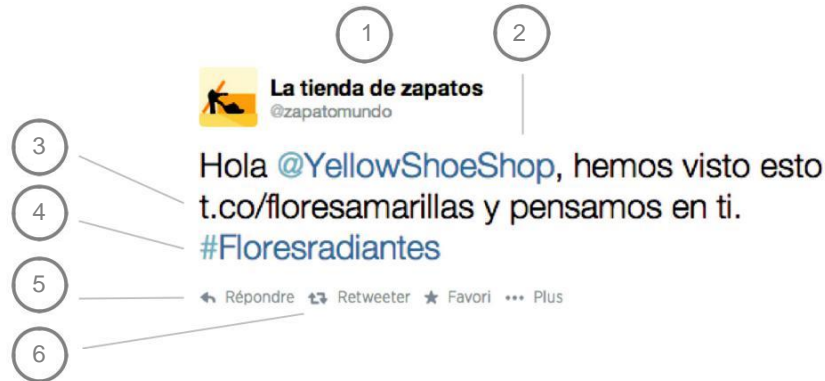 1
2
La tienda de zapatos
@zapatomundo
3
Hola @YellowShoeShop, hemos visto esto
t.co/floresamarillas y pensamos en ti.
4
#Floresradiantes
5
Répondre Retweeter Favori ••• Plus
6